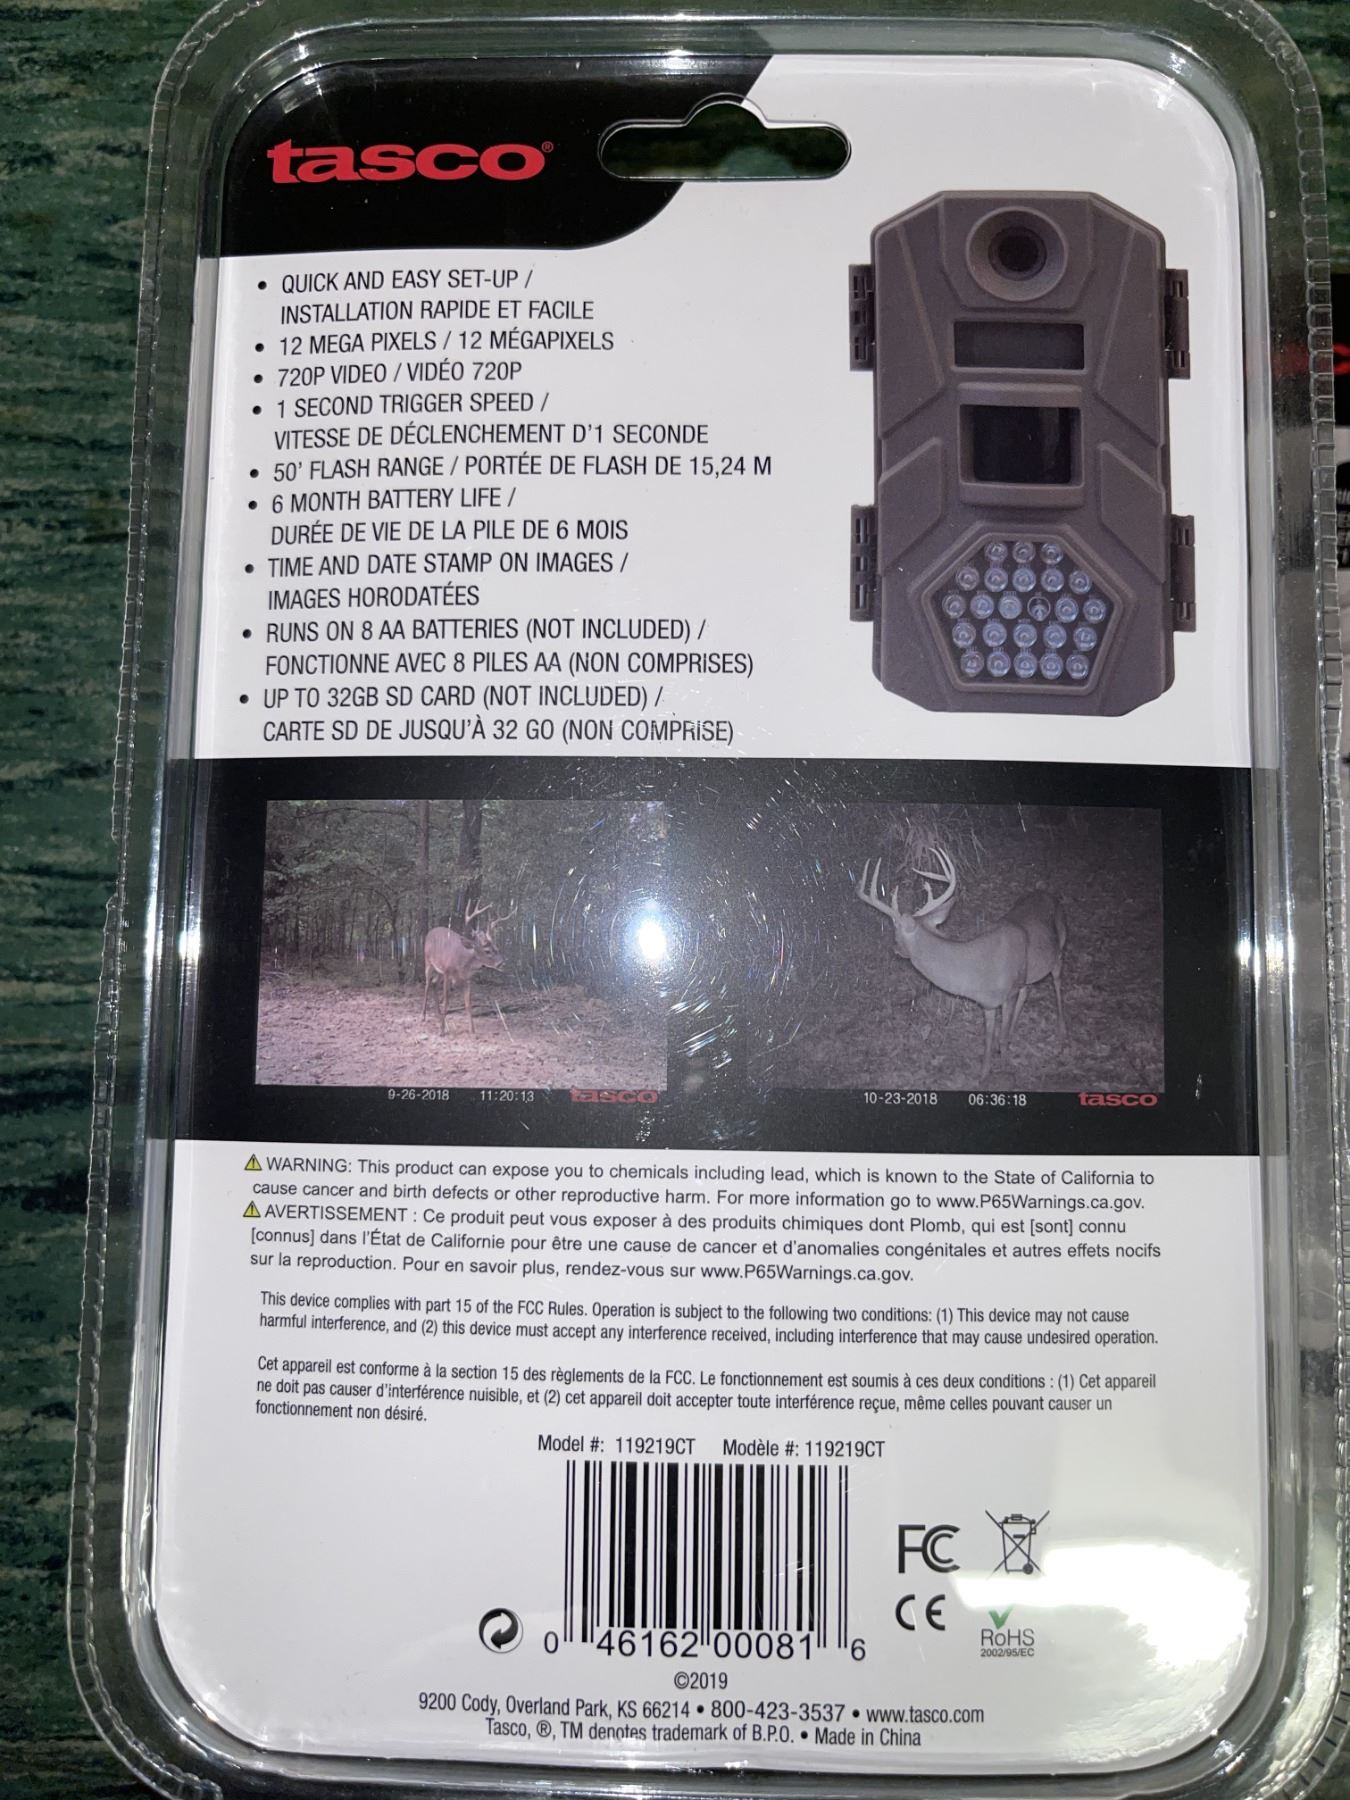 tasco®
• QUICK AND EASY SET-UP /
INSTALLATION RAPIDE ET FACILE
• 12 MEGA PIXELS / 12 MÉGAPIXELS
• 720P VIDEO / VIDÉO 720P
• 1 SECOND TRIGGER SPEED /
VITESSE DE DÉCLENCHEMENT D'1 SECONDE
• 50' FLASH RANGE / PORTÉE DE FLASH DE 15,24 M
• 6 MONTH BATTERY LIFE /
DURÉE DE VIE DE LA PILE DE 6 MOIS
• TIME AND DATE STAMP ON IMAGES /
IMAGES HORODATÉES
• RUNS ON 8 AA BATTERIES (NOT INCLUDED) /
FONCTIONNE AVEC 8 PILES AA (NON COMPRISES)
• UP TO 32GB SD CARD (NOT INCLUDED) /
CARTE SD DE JUSQU'À 32 GO (NON COMPRISE)
9-26-2018 11:20:13 tasco
10-23-2018 06:36:18 tasco
⚠ WARNING: This product can expose you to chemicals including lead, which is known to the State of California to
cause cancer and birth defects or other reproductive harm. For more information go to www.P65Warnings.ca.gov.
⚠ AVERTISSEMENT : Ce produit peut vous exposer à des produits chimiques dont Plomb, qui est [sont] connu
[connus] dans l'État de Californie pour être une cause de cancer et d'anomalies congénitales et autres effets nocifs
sur la reproduction. Pour en savoir plus, rendez-vous sur www.P65Warnings.ca.gov.
This device complies with part 15 of the FCC Rules. Operation is subject to the following two conditions: (1) This device may not cause
harmful interference, and (2) this device must accept any interference received, including interference that may cause undesired operation.
Cet appareil est conforme à la section 15 des règlements de la FCC. Le fonctionnement est soumis à ces deux conditions : (1) Cet appareil
ne doit pas causer d'interférence nuisible, et (2) cet appareil doit accepter toute interférence reçue, même celles pouvant causer un
fonctionnement non désiré.
Model #: 119219CT Modèle #: 119219CT
0 46162 00081 6
FC
CE
RoHS
2002/95/EC
©2019
9200 Cody, Overland Park, KS 66214 • 800-423-3537 • www.tasco.com
Tasco, ®, TM denotes trademark of B.P.O. • Made in China